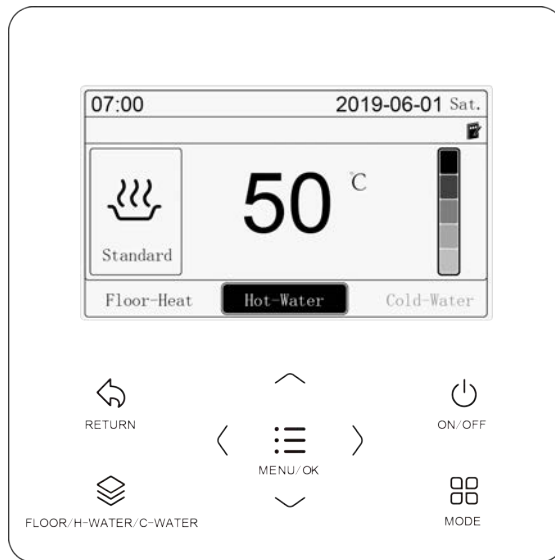 07:00 2019-06-01 Sat.
50 °C
Standard
Floor-Heat Hot-Water Cold-Water
RETURN ON/OFF
MENU/OK
FLOOR/H-WATER/C-WATER MODE